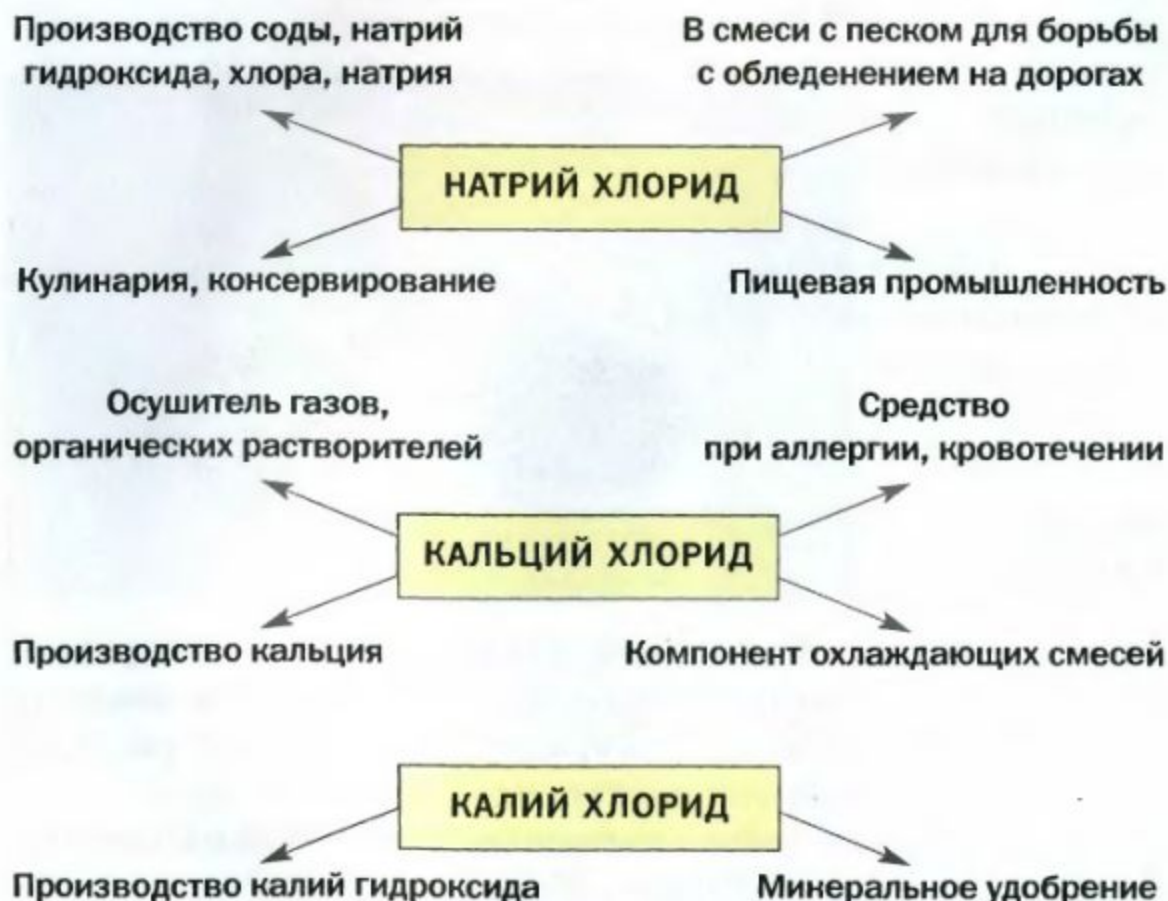 Производство соды, натрий
гидроксида, хлора, натрия
В смеси с песком для борьбы
с обледенением на дорогах
НАТРИЙ ХЛОРИД
Кулинария, консервирование
Пищевая промышленность
Осушитель газов,
органических растворителей
Средство
при аллергии, кровотечении
КАЛЬЦИЙ ХЛОРИД
Производство кальция
Компонент охлаждающих смесей
КАЛИЙ ХЛОРИД
Производство калий гидроксида
Минеральное удобрение